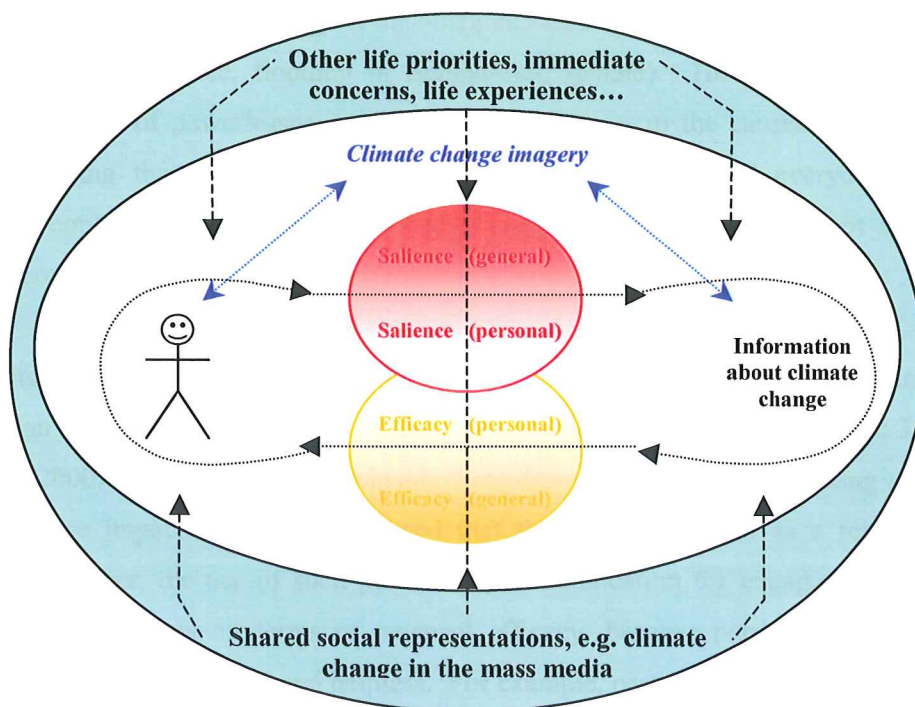 Other life priorities, immediate
concerns, life experiences…
Climate change imagery
Salience (general)
Salience (personal)
Information
about climate
change
Efficacy (personal)
Efficacy (general)
Shared social representations, e.g. climate
change in the mass media